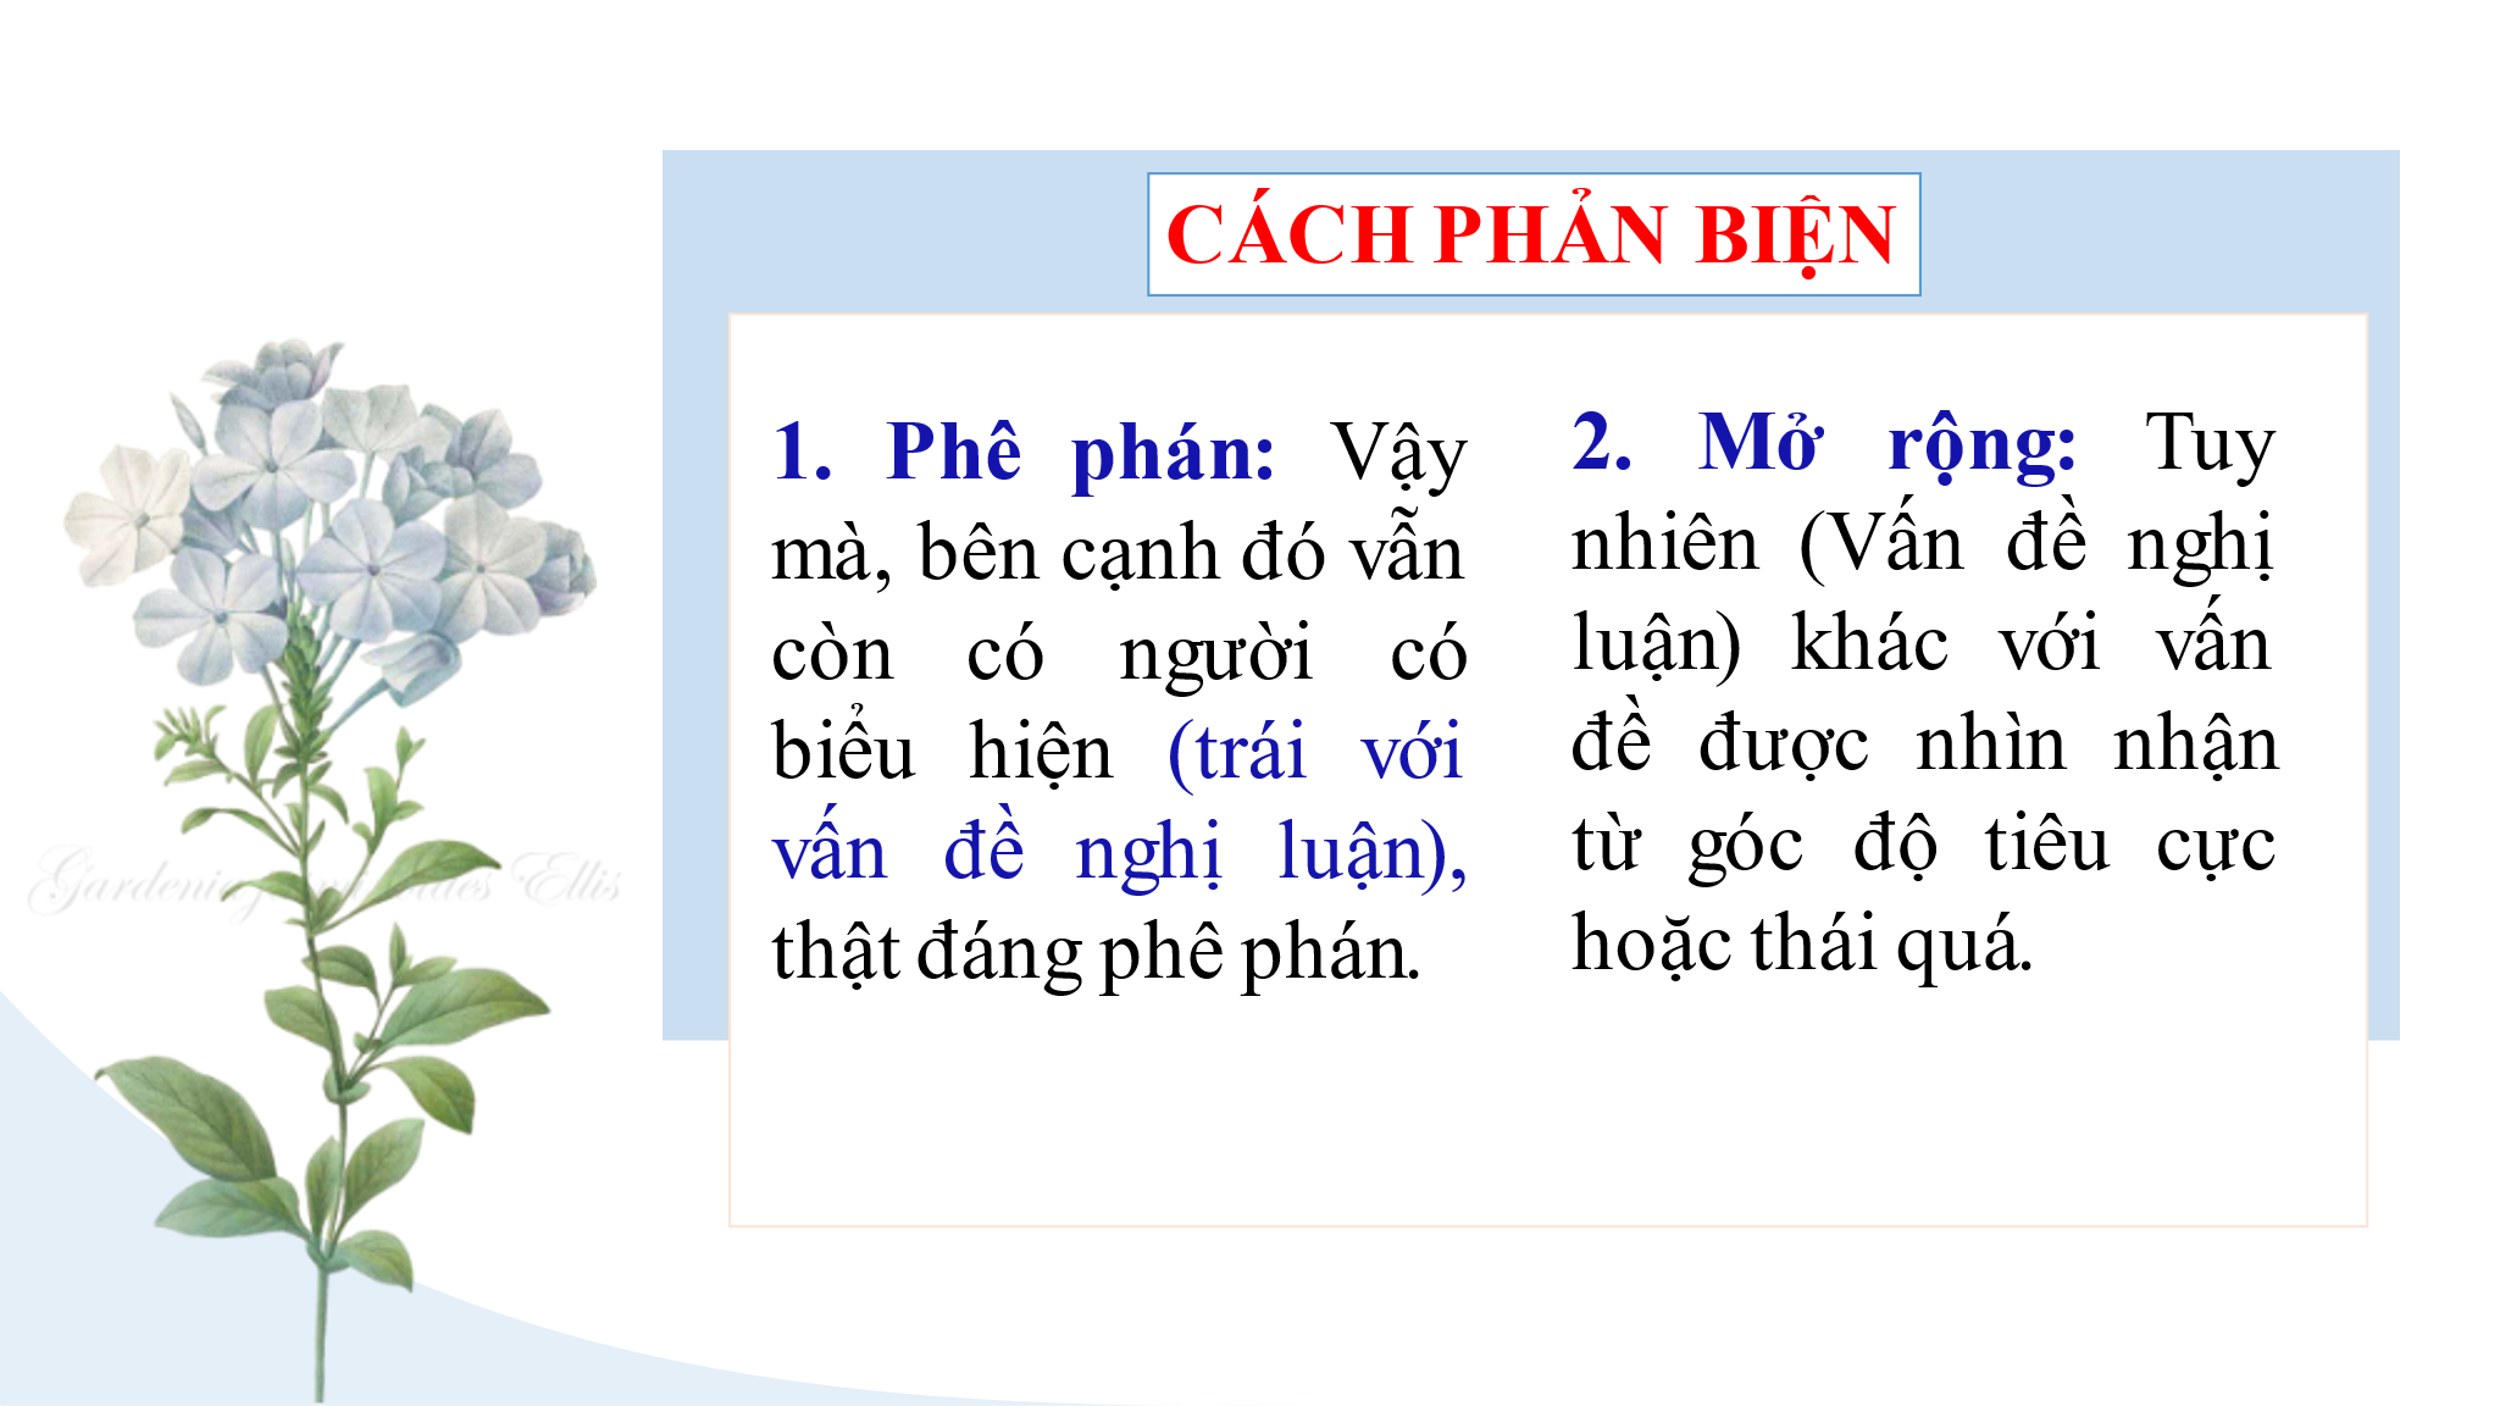 CÁCH PHẢN BIỆN
1. Phê phán: Vậy
mà, bên cạnh đó vẫn
còn có người có
biểu hiện (trái với
vấn đề nghị luận),
thật đáng phê phán.
2. Mở rộng: Tuy
nhiên (Vấn đề nghị
luận) khác với vấn
đề được nhìn nhận
từ góc độ tiêu cực
hoặc thái quá.
Ellis